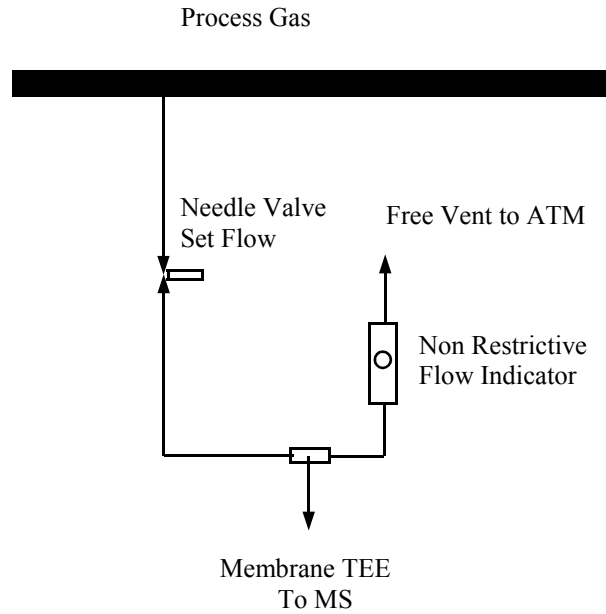 Process Gas
Needle Valve
Set Flow
Free Vent to ATM
Non Restrictive
Flow Indicator
Membrane TEE
To MS